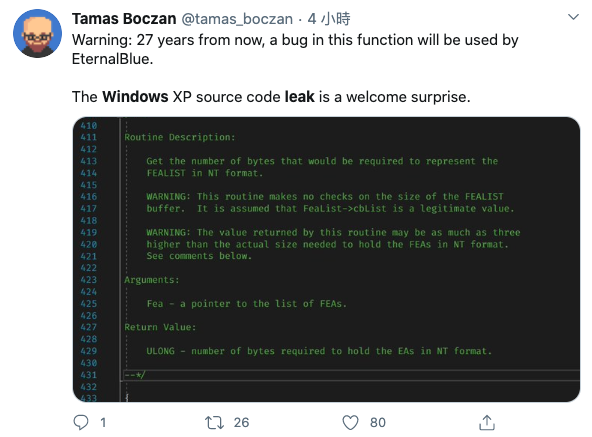 Tamas Boczan @tamas_boczan · 4 小時
Warning: 27 years from now, a bug in this function will be used by
EternalBlue.
The Windows XP source code leak is a welcome surprise.
410
411 Routine Description:
412
413 Get the number of bytes that would be required to represent the
414 FEALIST in NT format.
415
416 WARNING: This routine makes no checks on the size of the FEALIST
417 buffer. It is assumed that FeaList->cbList is a legitimate value.
418
419 WARNING: The value returned by this routine may be as much as three
420 higher than the actual size needed to hold the FEAs in NT format.
421 See comments below.
422
423 Arguments:
424
425 Fea - a pointer to the list of FEAs.
426
427 Return Value:
428
429 ULONG - number of bytes required to hold the EAs in NT format.
430
431 --*/
432
433 {
1 26 80